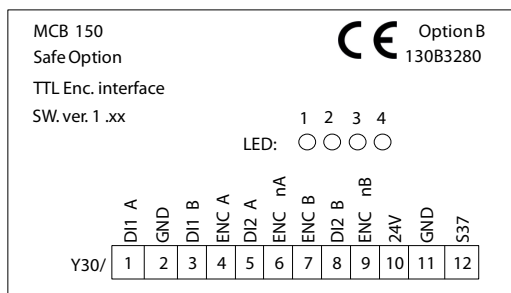 MCB 150
Safe Option
TTL Enc. interface
SW. ver. 1 .xx
CE
Option B
130B3280
1 2 3 4
LED:
DI1 A
GND
DI1 B
ENC A
DI2 A
ENC nA
ENC B
DI2 B
ENC nB
24V
GND
S37
Y30/ 1 2 3 4 5 6 7 8 9 10 11 12